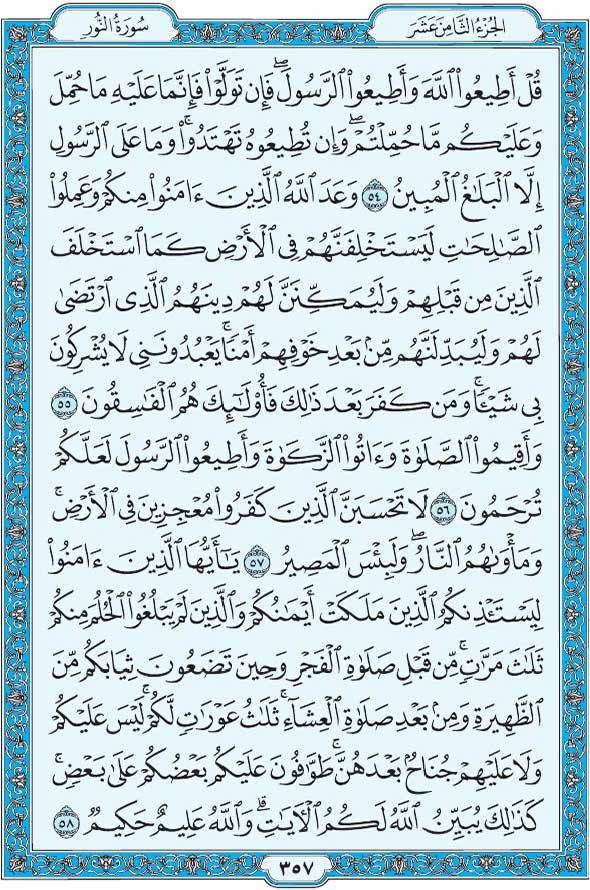 الجزء الثامن عشر
سورة النور
قُلْ أَطِيعُوا۟ ٱللَّهَ وَأَطِيعُوا۟ ٱلرَّسُولَ ۖ فَإِن تَوَلَّوْا۟ فَإِنَّمَا عَلَيْهِ مَا حُمِّلَ
وَعَلَيْكُم مَّا حُمِّلْتُمْ ۖ وَإِن تُطِيعُوهُ تَهْتَدُوا۟ ۚ وَمَا عَلَى ٱلرَّسُولِ
إِلَّا ٱلْبَلَٰغُ ٱلْمُبِينُ ٥٤ وَعَدَ ٱللَّهُ ٱلَّذِينَ ءَامَنُوا۟ مِنكُمْ وَعَمِلُوا۟
ٱلصَّٰلِحَٰتِ لَيَسْتَخْلِفَنَّهُمْ فِى ٱلْأَرْضِ كَمَا ٱسْتَخْلَفَ
ٱلَّذِينَ مِن قَبْلِهِمْ وَلَيُمَكِّنَنَّ لَهُمْ دِينَهُمُ ٱلَّذِى ٱرْتَضَىٰ
لَهُمْ وَلَيُبَدِّلَنَّهُم مِّنۢ بَعْدِ خَوْفِهِمْ أَمْنًا ۚ يَعْبُدُونَنِى لَا يُشْرِكُونَ
بِى شَيْـًٔا ۚ وَمَن كَفَرَ بَعْدَ ذَٰلِكَ فَأُو۟لَٰٓئِكَ هُمُ ٱلْفَٰسِقُونَ ٥٥
وَأَقِيمُوا۟ ٱلصَّلَوٰةَ وَءَاتُوا۟ ٱلزَّكَوٰةَ وَأَطِيعُوا۟ ٱلرَّسُولَ لَعَلَّكُمْ
تُرْحَمُونَ ٥٦ لَا تَحْسَبَنَّ ٱلَّذِينَ كَفَرُوا۟ مُعْجِزِينَ فِى ٱلْأَرْضِ ۚ
وَمَأْوَىٰهُمُ ٱلنَّارُ ۖ وَلَبِئْسَ ٱلْمَصِيرُ ٥٧ يَٰٓأَيُّهَا ٱلَّذِينَ ءَامَنُوا۟
لِيَسْتَـْٔذِنكُمُ ٱلَّذِينَ مَلَكَتْ أَيْمَٰنُكُمْ وَٱلَّذِينَ لَمْ يَبْلُغُوا۟ ٱلْحُلُمَ مِنكُمْ
ثَلَٰثَ مَرَّٰتٍ ۚ مِّن قَبْلِ صَلَوٰةِ ٱلْفَجْرِ وَحِينَ تَضَعُونَ ثِيَابَكُم مِّنَ
ٱلظَّهِيرَةِ وَمِنۢ بَعْدِ صَلَوٰةِ ٱلْعِشَآءِ ۚ ثَلَٰثُ عَوْرَٰتٍ لَّكُمْ ۚ لَيْسَ عَلَيْكُمْ
وَلَا عَلَيْهِمْ جُنَاحٌۢ بَعْدَهُنَّ ۚ طَوَّٰفُونَ عَلَيْكُم بَعْضُكُمْ عَلَىٰ بَعْضٍ ۚ
كَذَٰلِكَ يُبَيِّنُ ٱللَّهُ لَكُمُ ٱلْءَايَٰتِ ۗ وَٱللَّهُ عَلِيمٌ حَكِيمٌ ٥٨
٣٥٧